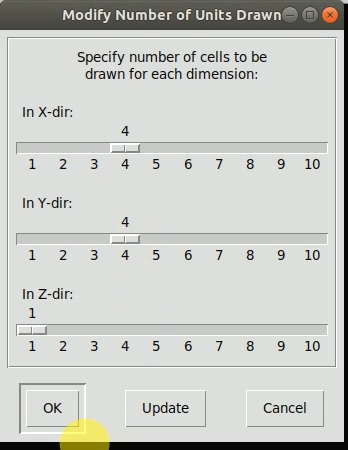 Modify Number of Units Drawn
Specify number of cells to be
drawn for each dimension:
In X-dir:
4
1 2 3 4 5 6 7 8 9 10
In Y-dir:
4
1 2 3 4 5 6 7 8 9 10
In Z-dir:
1
1 2 3 4 5 6 7 8 9 10
OK Update Cancel